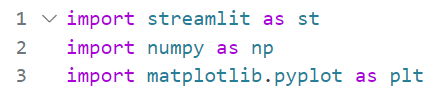 1 import streamlit as st
2 import numpy as np
3 import matplotlib.pyplot as plt